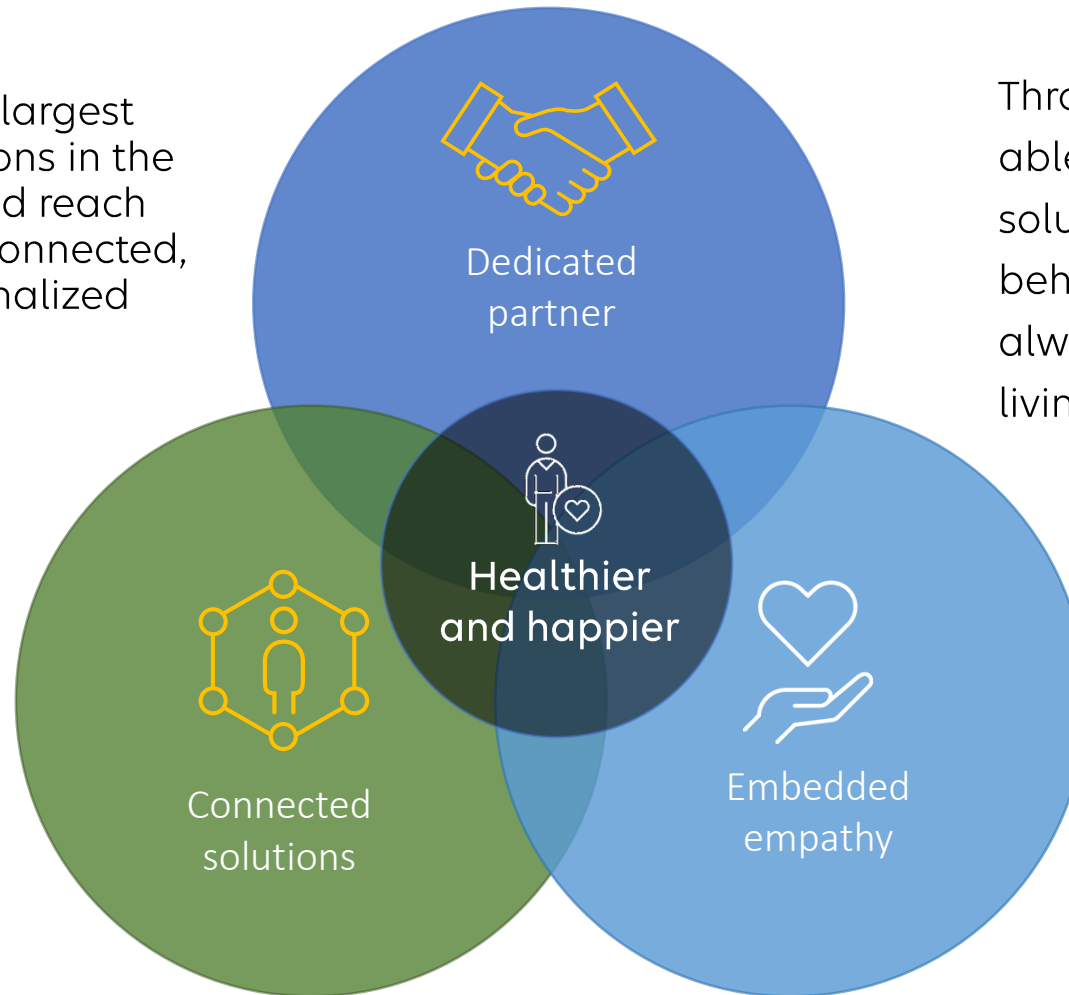 largest
ons in the
d reach
onnected,
nalized
Dedicated
partner
Healthier
and happier
Connected
solutions
Embedded
empathy
Thro
able
solu
beh
alw
livin